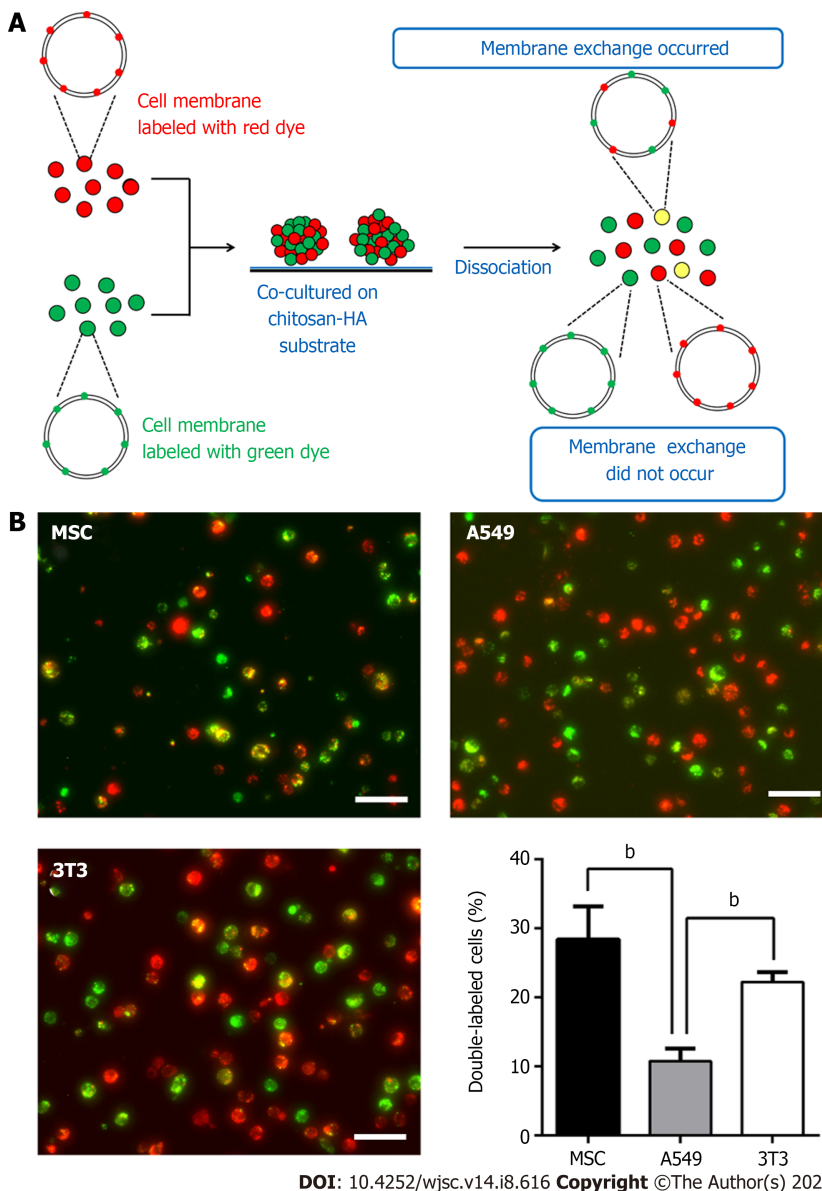 A
Cell membrane
labeled with red dye
Cell membrane
labeled with green dye
Co-cultured on
chitosan-HA
substrate
Dissociation
Membrane exchange occurred
Membrane exchange
did not occur
B
MSC
A549
3T3
Double-labeled cells (%)
40
30
20
10
0
b
b
MSC
A549
3T3
DOI: 10.4252/wjsc.v14.i8.616 Copyright ©The Author(s) 202